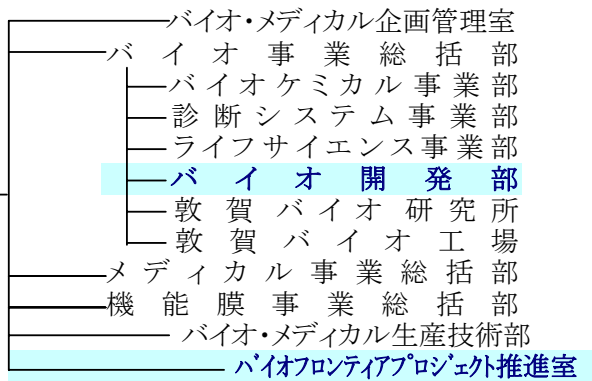 バイオ・メディカル企画管理室
バイオ事業総括部
バイオケミカル事業部
診断システム事業部
ライフサイエンス事業部
バイオ開発部
敦賀バイオ研究所
敦賀バイオ工場
メディカル事業総括部
機能膜事業総括部
バイオ・メディカル生産技術部
バイオフロンティアプロジェクト推進室